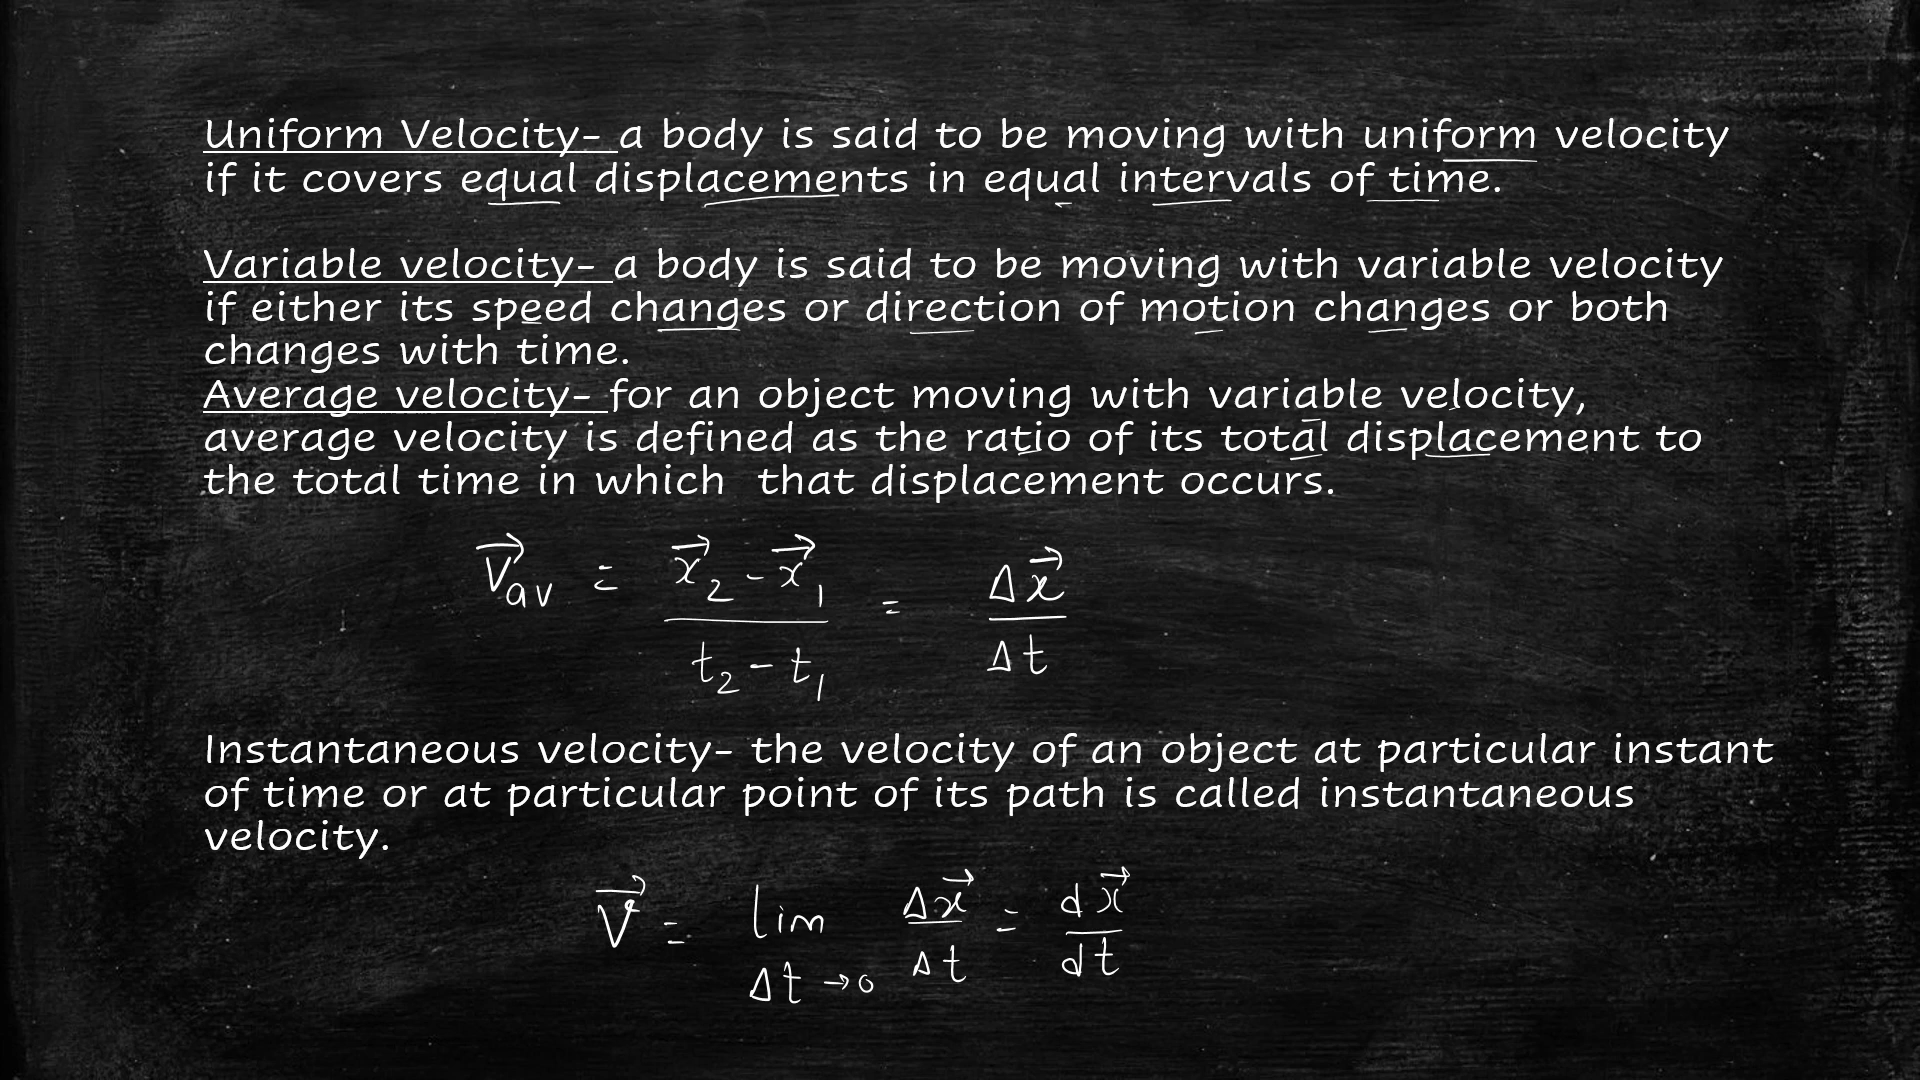 Uniform Velocity- a body is said to be moving with uniform velocity
if it covers equal displacements in equal intervals of time.
Variable velocity- a body is said to be moving with variable velocity
if either its speed changes or direction of motion changes or both
changes with time.
Average velocity- for an object moving with variable velocity,
average velocity is defined as the ratio of its total displacement to
the total time in which  that displacement occurs.
V⃗av = (x⃗₂ - x⃗₁)/(t₂ - t₁) = Δx⃗/Δt
Instantaneous velocity- the velocity of an object at particular instant
of time or at particular point of its path is called instantaneous
velocity.
V⃗ = lim Δt→0 Δx⃗/Δt = dx⃗/dt